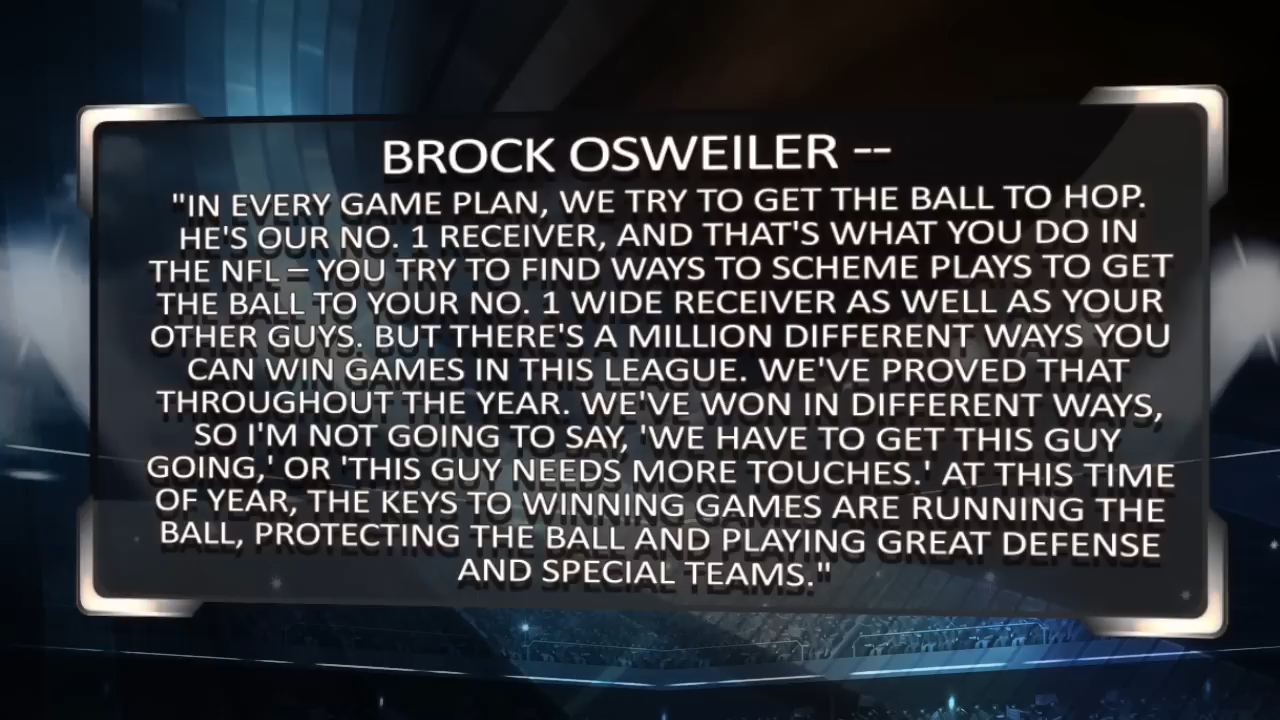 BROCK OSWEILER --
"IN EVERY GAME PLAN, WE TRY TO GET THE BALL TO HOP.
HE'S OUR NO. 1 RECEIVER, AND THAT'S WHAT YOU DO IN
THE NFL – YOU TRY TO FIND WAYS TO SCHEME PLAYS TO GET
THE BALL TO YOUR NO. 1 WIDE RECEIVER AS WELL AS YOUR
OTHER GUYS. BUT THERE'S A MILLION DIFFERENT WAYS YOU
CAN WIN GAMES IN THIS LEAGUE. WE'VE PROVED THAT
THROUGHOUT THE YEAR. WE'VE WON IN DIFFERENT WAYS,
SO I'M NOT GOING TO SAY, 'WE HAVE TO GET THIS GUY
GOING,' OR 'THIS GUY NEEDS MORE TOUCHES.' AT THIS TIME
OF YEAR, THE KEYS TO WINNING GAMES ARE RUNNING THE
BALL, PROTECTING THE BALL AND PLAYING GREAT DEFENSE
AND SPECIAL TEAMS."